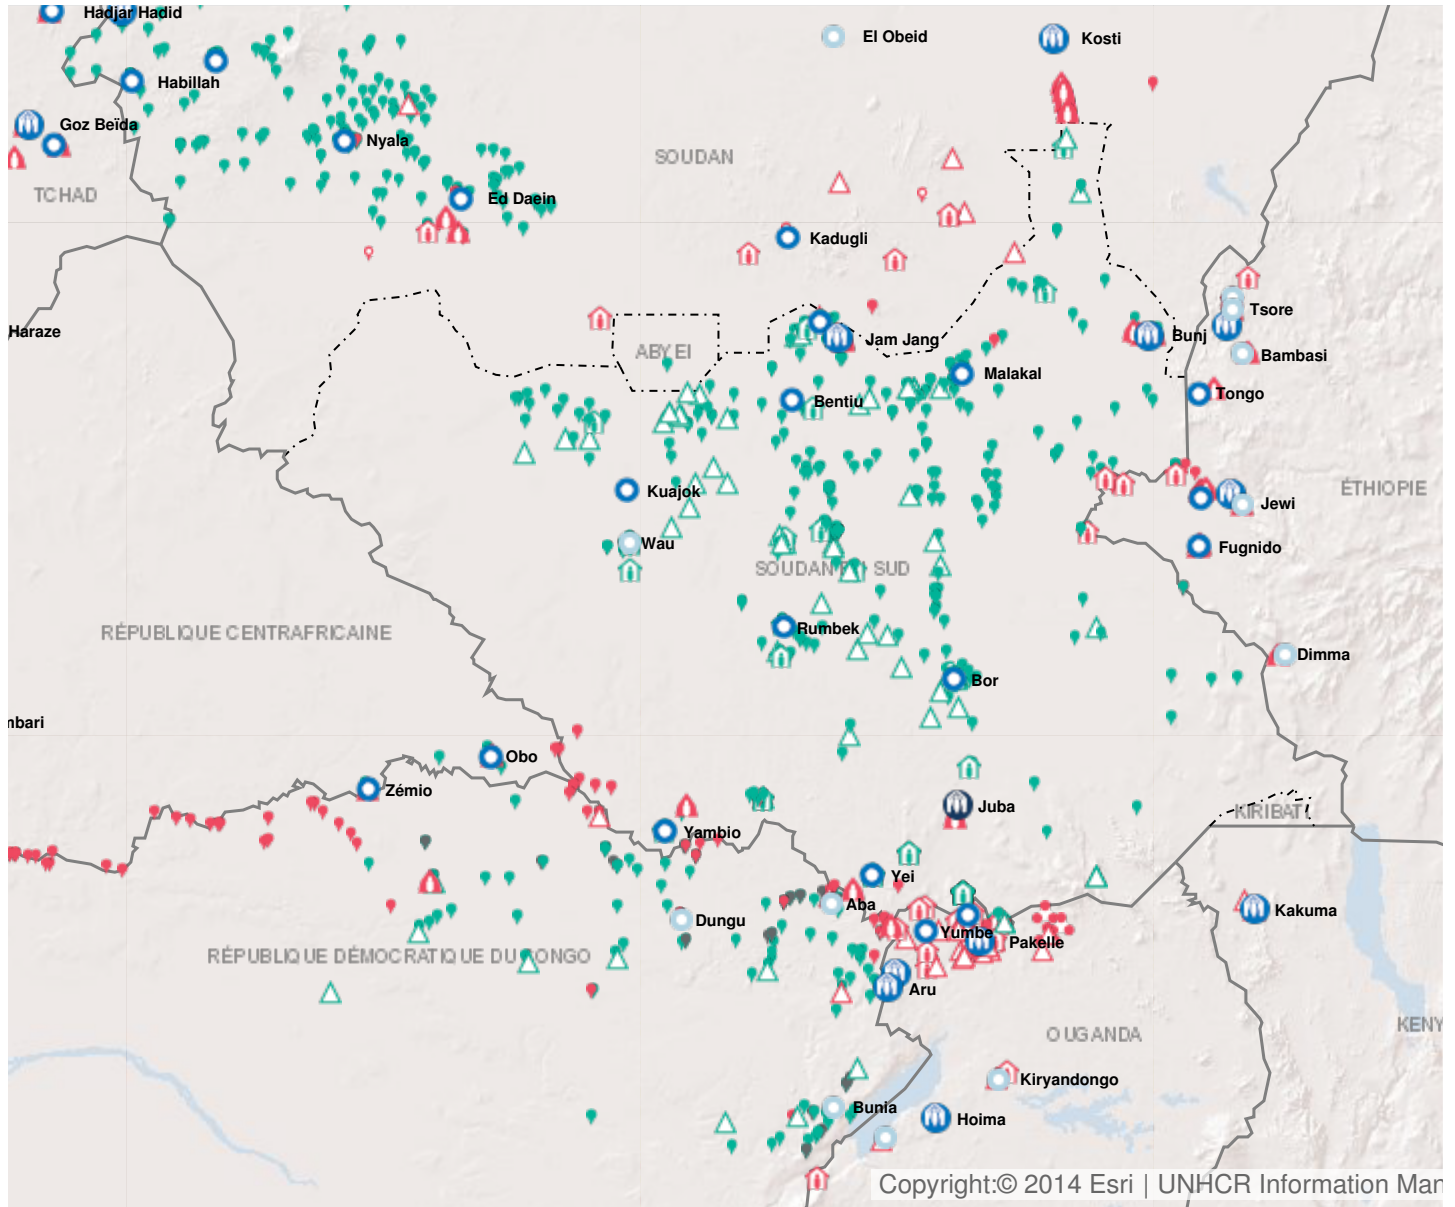 Hadjar Hadid
El Obeid
Kosti
Habillah
Goz Beïda
Nyala
SOUDAN
TCHAD
Ed Daein
Kadugli
Tsore
Haraze
Jam Jang
Bunj
ABYEI
Bambasi
Malakal
Tongo
Bentiu
Kuajok
ÉTHIOPIE
Jewi
Wau
Fugnido
SOUDAN SUD
RÉPUBLIQUE CENTRAFRICAINE
Rumbek
Dimma
Bor
nbari
Obo
Zémio
Juba
KIRIBATI
Yambio
Yei
Aba
Kakuma
Dungu
Yumbe
Pakelle
RÉPUBLIQUE DÉMOCRATIQUE DU CONGO
Aru
KENY
OUGANDA
Kiryandongo
Bunia
Hoima
Copyright:© 2014 Esri | UNHCR Information Man